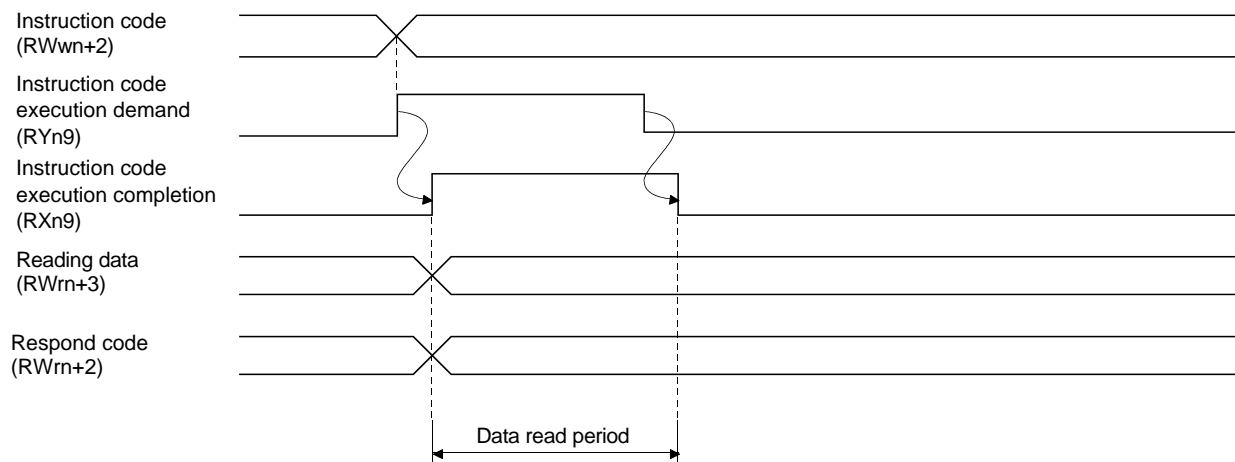 Instruction code
(RWwn+2)
Instruction code
execution demand
(RYn9)
Instruction code
execution completion
(RXn9)
Reading data
(RWrn+3)
Respond code
(RWrn+2)
Data read period